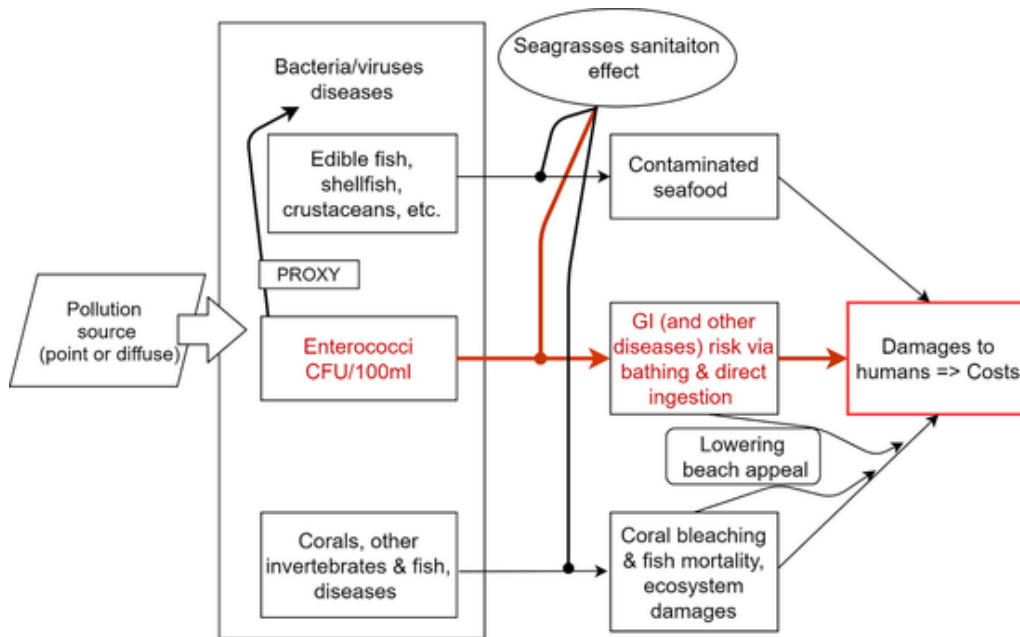 Seagrasses sanitaiton
effect
Bacteria/viruses
diseases
Edible fish,
shellfish,
crustaceans, etc.
Contaminated
seafood
PROXY
Pollution
source
(point or diffuse)
Enterococci
CFU/100ml
GI (and other
diseases) risk via
bathing & direct
ingestion
Damages to
humans => Costs
Lowering
beach appeal
Corals, other
invertebrates & fish,
diseases
Coral bleaching
& fish mortality,
ecosystem
damages